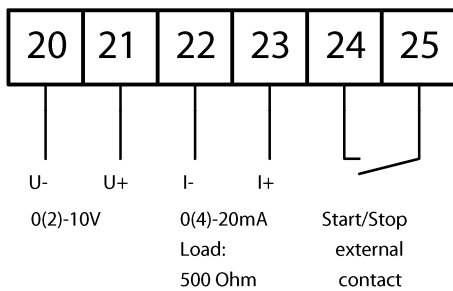 20 21 22 23 24 25
U- U+ I- I+
0(2)-10V 0(4)-20mA Start/Stop
Load: external
500 Ohm contact